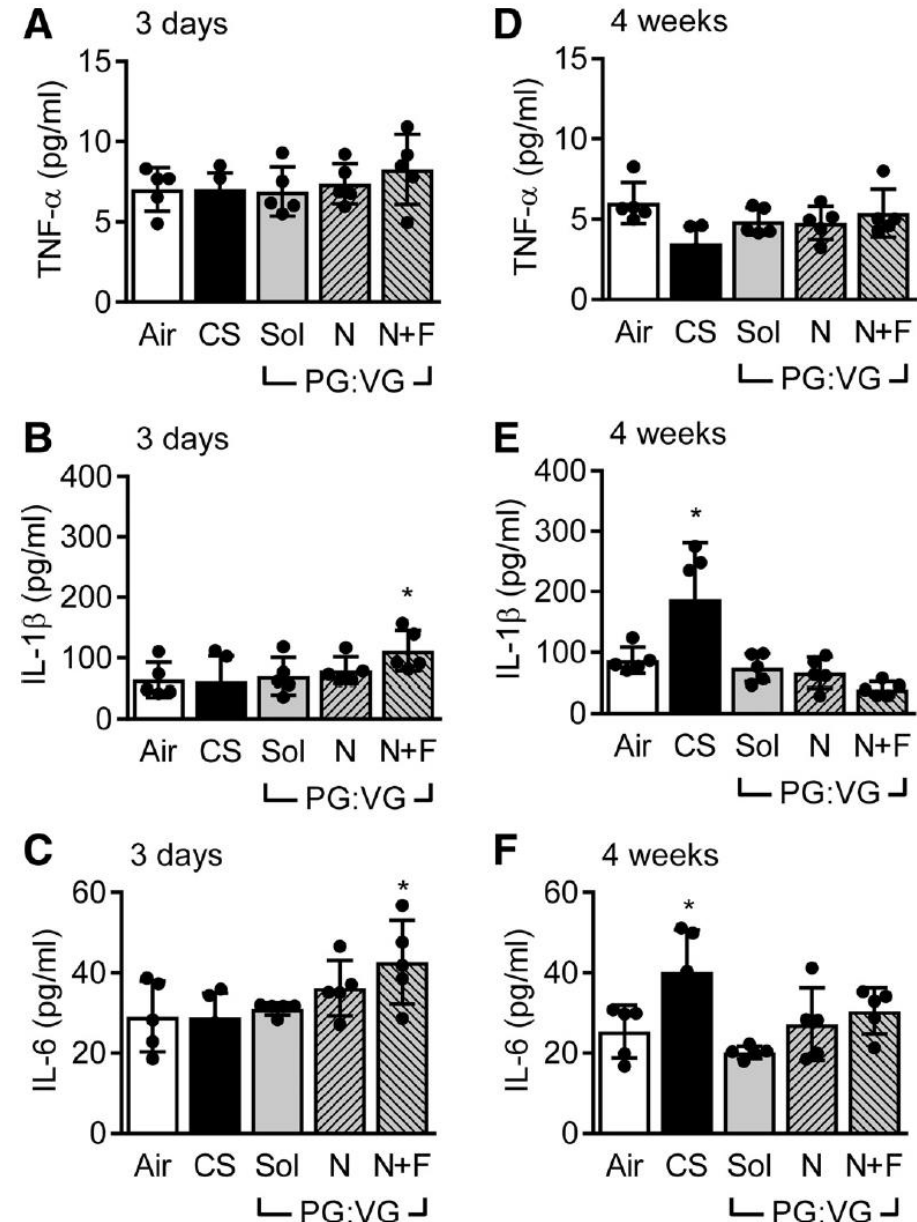 A 3 days
TNF-α (pg/ml)
15
10
5
0
Air CS Sol N N+F
PG:VG
D 4 weeks
TNF-α (pg/ml)
15
10
5
0
Air CS Sol N N+F
PG:VG
B 3 days
IL-1β (pg/ml)
400
300
200
100
0
*
Air CS Sol N N+F
PG:VG
E 4 weeks
IL-1β (pg/ml)
400
300
200
100
0
*
Air CS Sol N N+F
PG:VG
C 3 days
IL-6 (pg/ml)
60
40
20
0
*
Air CS Sol N N+F
PG:VG
F 4 weeks
IL-6 (pg/ml)
60
40
20
0
*
Air CS Sol N N+F
PG:VG